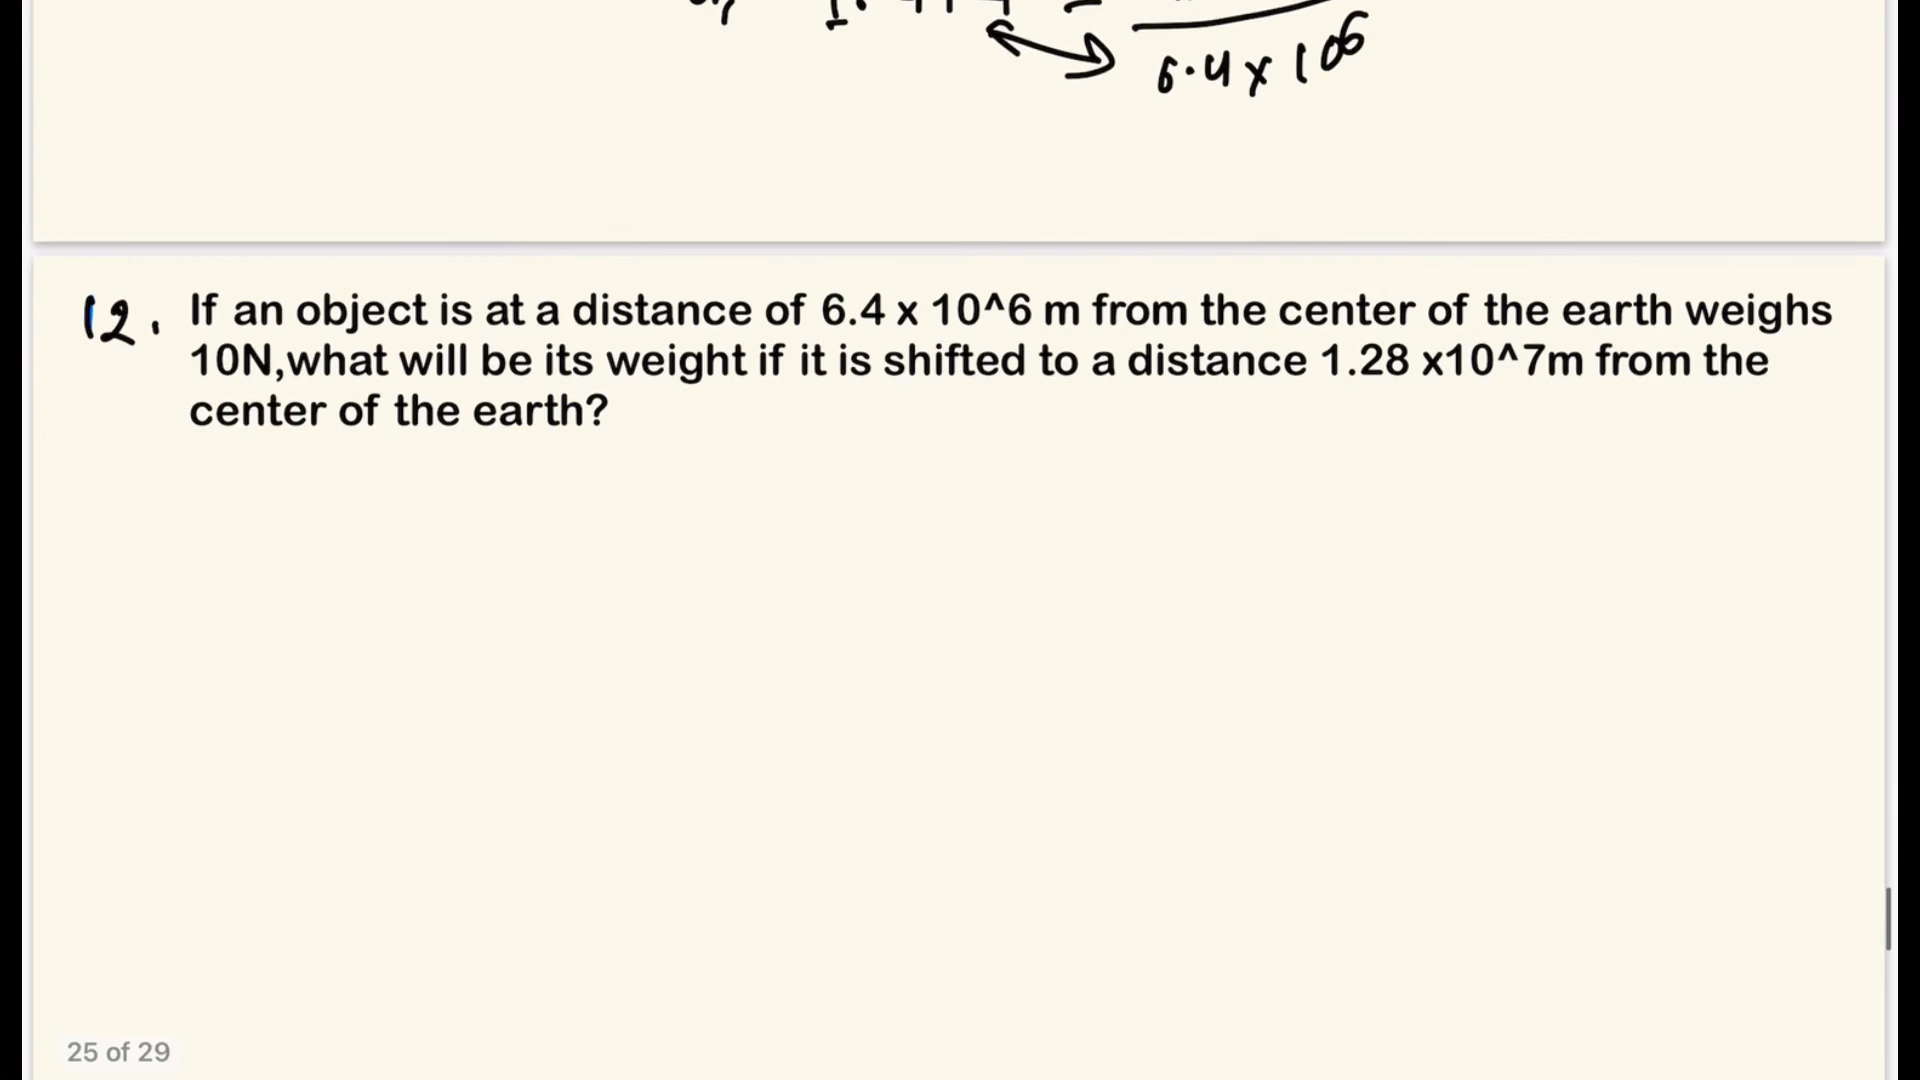 6.4 x 10⁶
12. If an object is at a distance of 6.4 x 10^6 m from the center of the earth weighs
10N,what will be its weight if it is shifted to a distance 1.28 x10^7m from the
center of the earth?
25 of 29